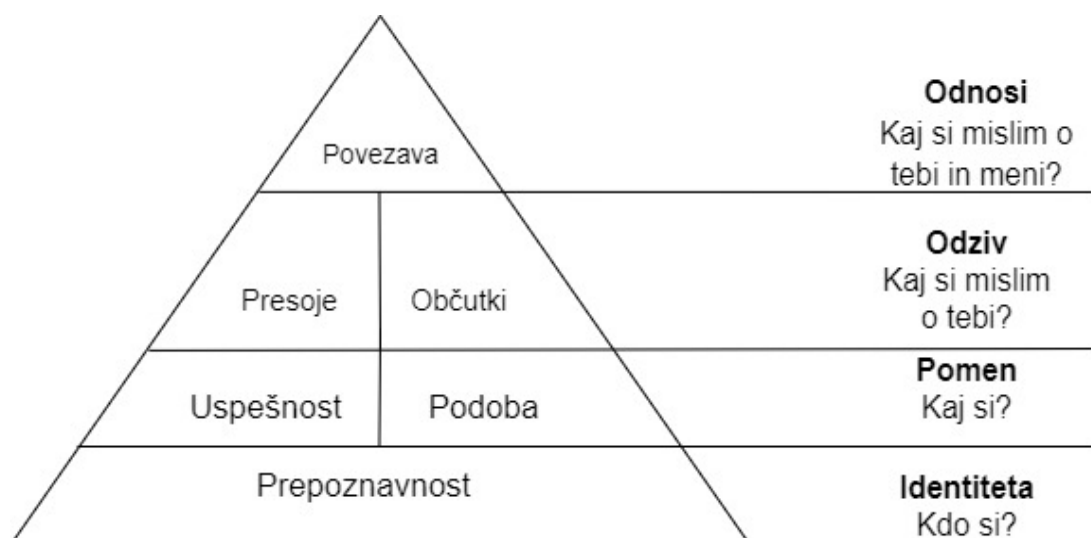 Odnosi
Kaj si mislim o
tebi in meni?
Povezava
Odziv
Kaj si mislim
o tebi?
Presoje
Občutki
Pomen
Kaj si?
Uspešnost
Podoba
Prepoznavnost
Identiteta
Kdo si?